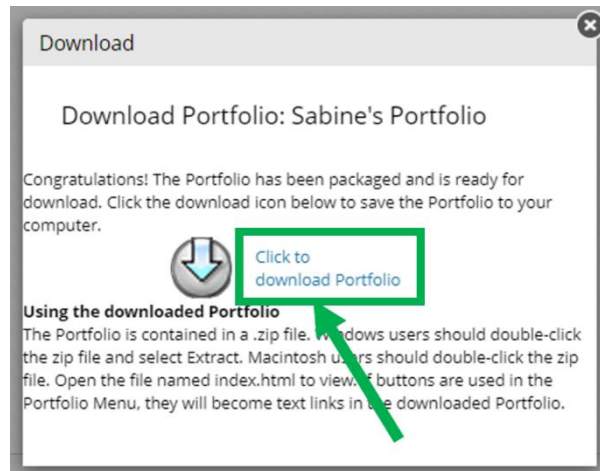 Download
Download Portfolio: Sabine's Portfolio
Congratulations! The Portfolio has been packaged and is ready for
download. Click the download icon below to save the Portfolio to your
computer.
Click to
download Portfolio
Using the downloaded Portfolio
The Portfolio is contained in a .zip file. Windows users should double-click
the zip file and select Extract. Macintosh users should double-click the zip
file. Open the file named index.html to view. If buttons are used in the
Portfolio Menu, they will become text links in the downloaded Portfolio.